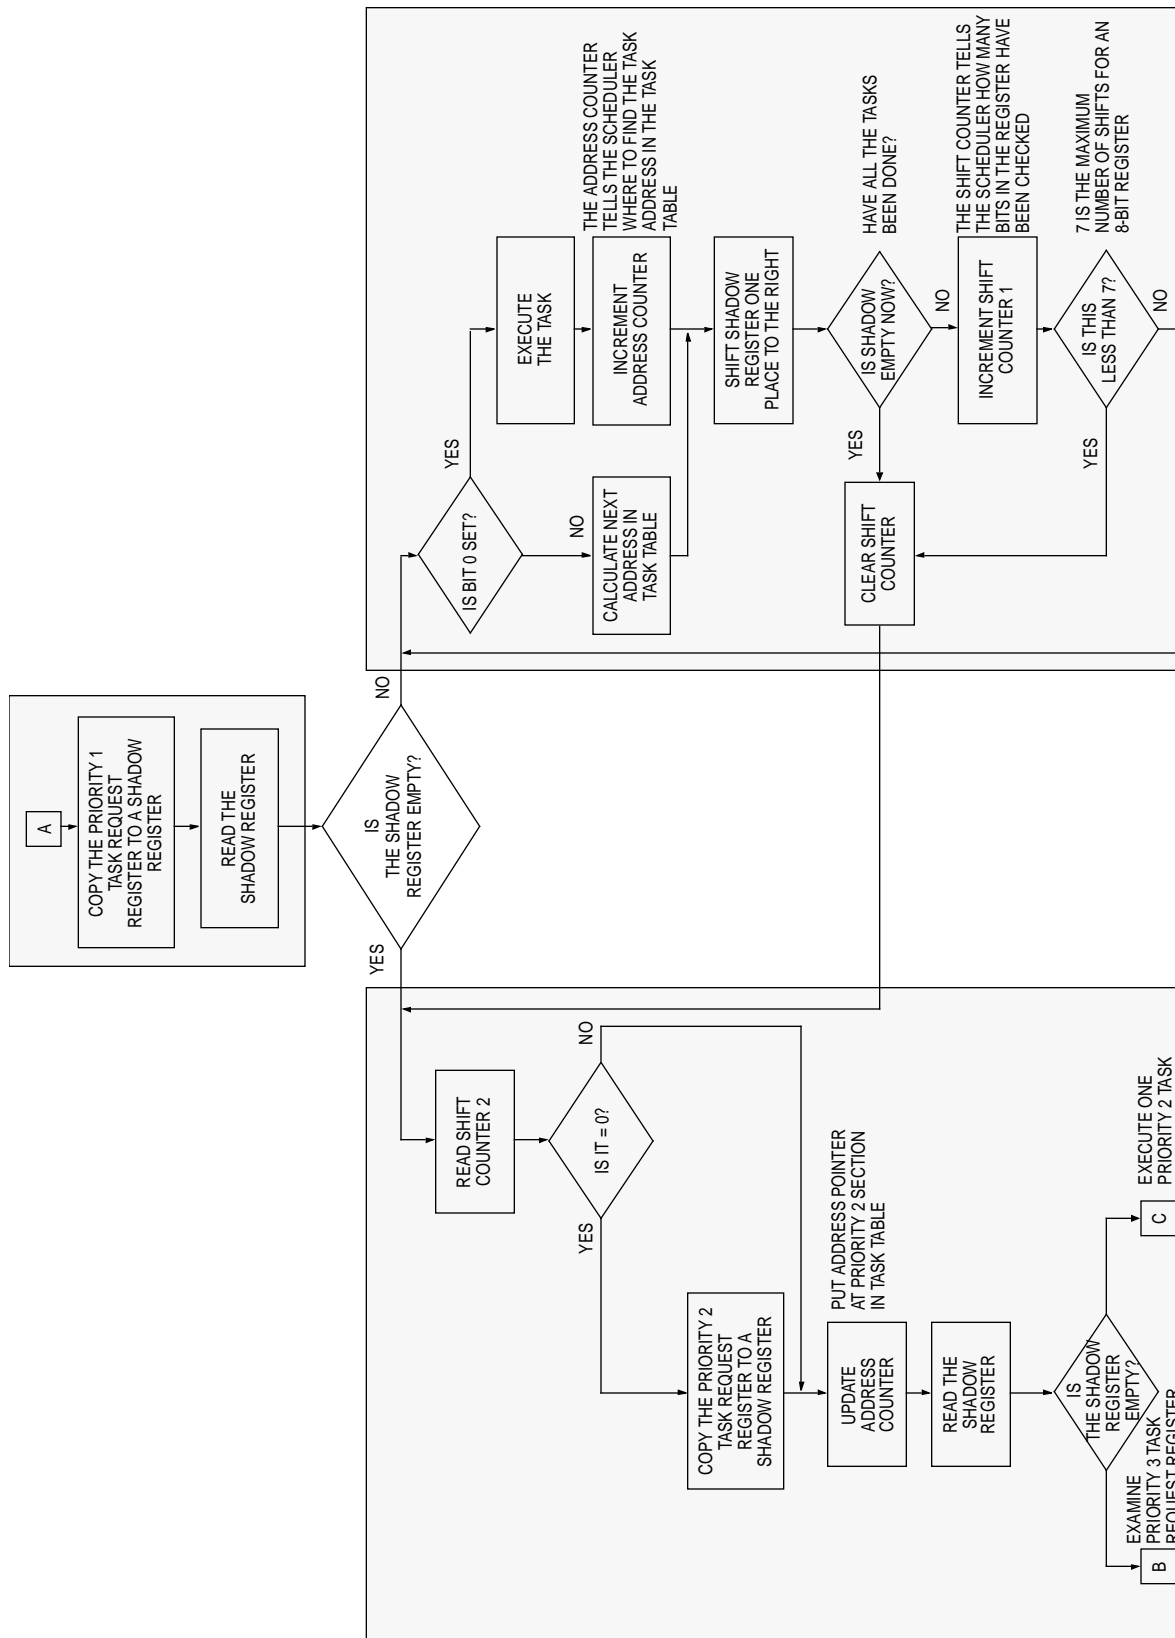 A
COPY THE PRIORITY 1
TASK REQUEST
REGISTER TO A SHADOW
REGISTER
READ THE
SHADOW REGISTER
IS
THE SHADOW
REGISTER EMPTY?
YES
NO
READ SHIFT
COUNTER 2
IS IT = 0?
YES
NO
COPY THE PRIORITY 2
TASK REQUEST
REGISTER TO A
SHADOW REGISTER
UPDATE
ADDRESS
COUNTER
PUT ADDRESS POINTER
AT PRIORITY 2 SECTION
IN TASK TABLE
READ THE
SHADOW
REGISTER
IS
THE SHADOW
REGISTER
EMPTY?
EXAMINE
PRIORITY 3 TASK
REQUEST REGISTER
B
EXECUTE ONE
PRIORITY 2 TASK
C
IS BIT 0 SET?
YES
NO
EXECUTE
THE TASK
CALCULATE NEXT
ADDRESS IN
TASK TABLE
INCREMENT
ADDRESS COUNTER
THE ADDRESS COUNTER
TELLS THE SCHEDULER
WHERE TO FIND THE TASK
ADDRESS IN THE TASK
TABLE
SHIFT SHADOW
REGISTER ONE
PLACE TO THE RIGHT
IS SHADOW
EMPTY NOW?
HAVE ALL THE TASKS
BEEN DONE?
YES
NO
CLEAR SHIFT
COUNTER
INCREMENT SHIFT
COUNTER 1
THE SHIFT COUNTER TELLS
THE SCHEDULER HOW MANY
BITS IN THE REGISTER HAVE
BEEN CHECKED
IS THIS
LESS THAN 7?
7 IS THE MAXIMUM
NUMBER OF SHIFTS FOR AN
8-BIT REGISTER
YES
NO